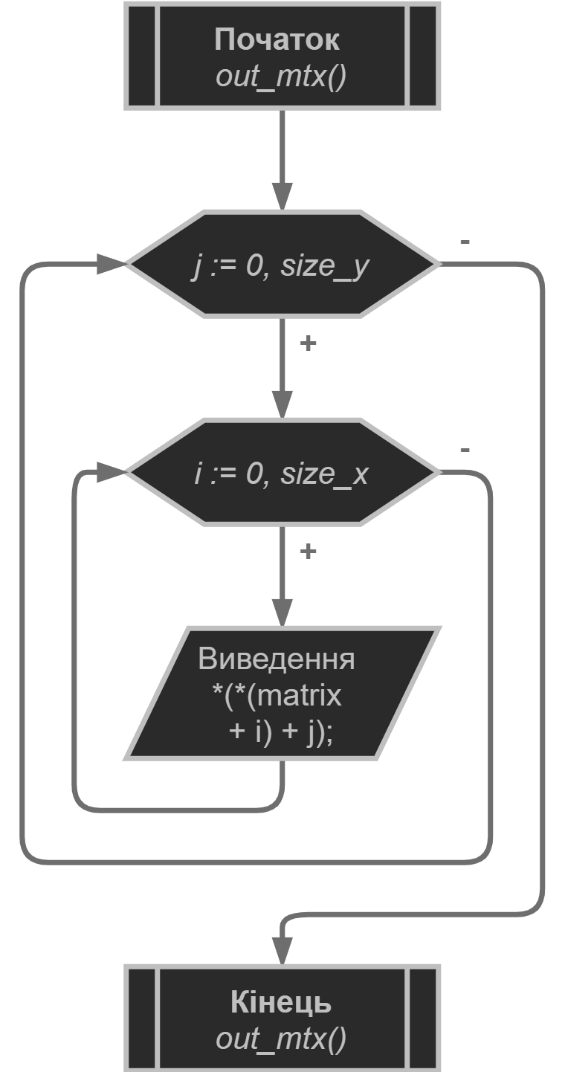 Початок
out_mtx()
j := 0, size_y
-
+
i := 0, size_x
-
+
Виведення
*(*(matrix
+ i) + j);
Кінець
out_mtx()